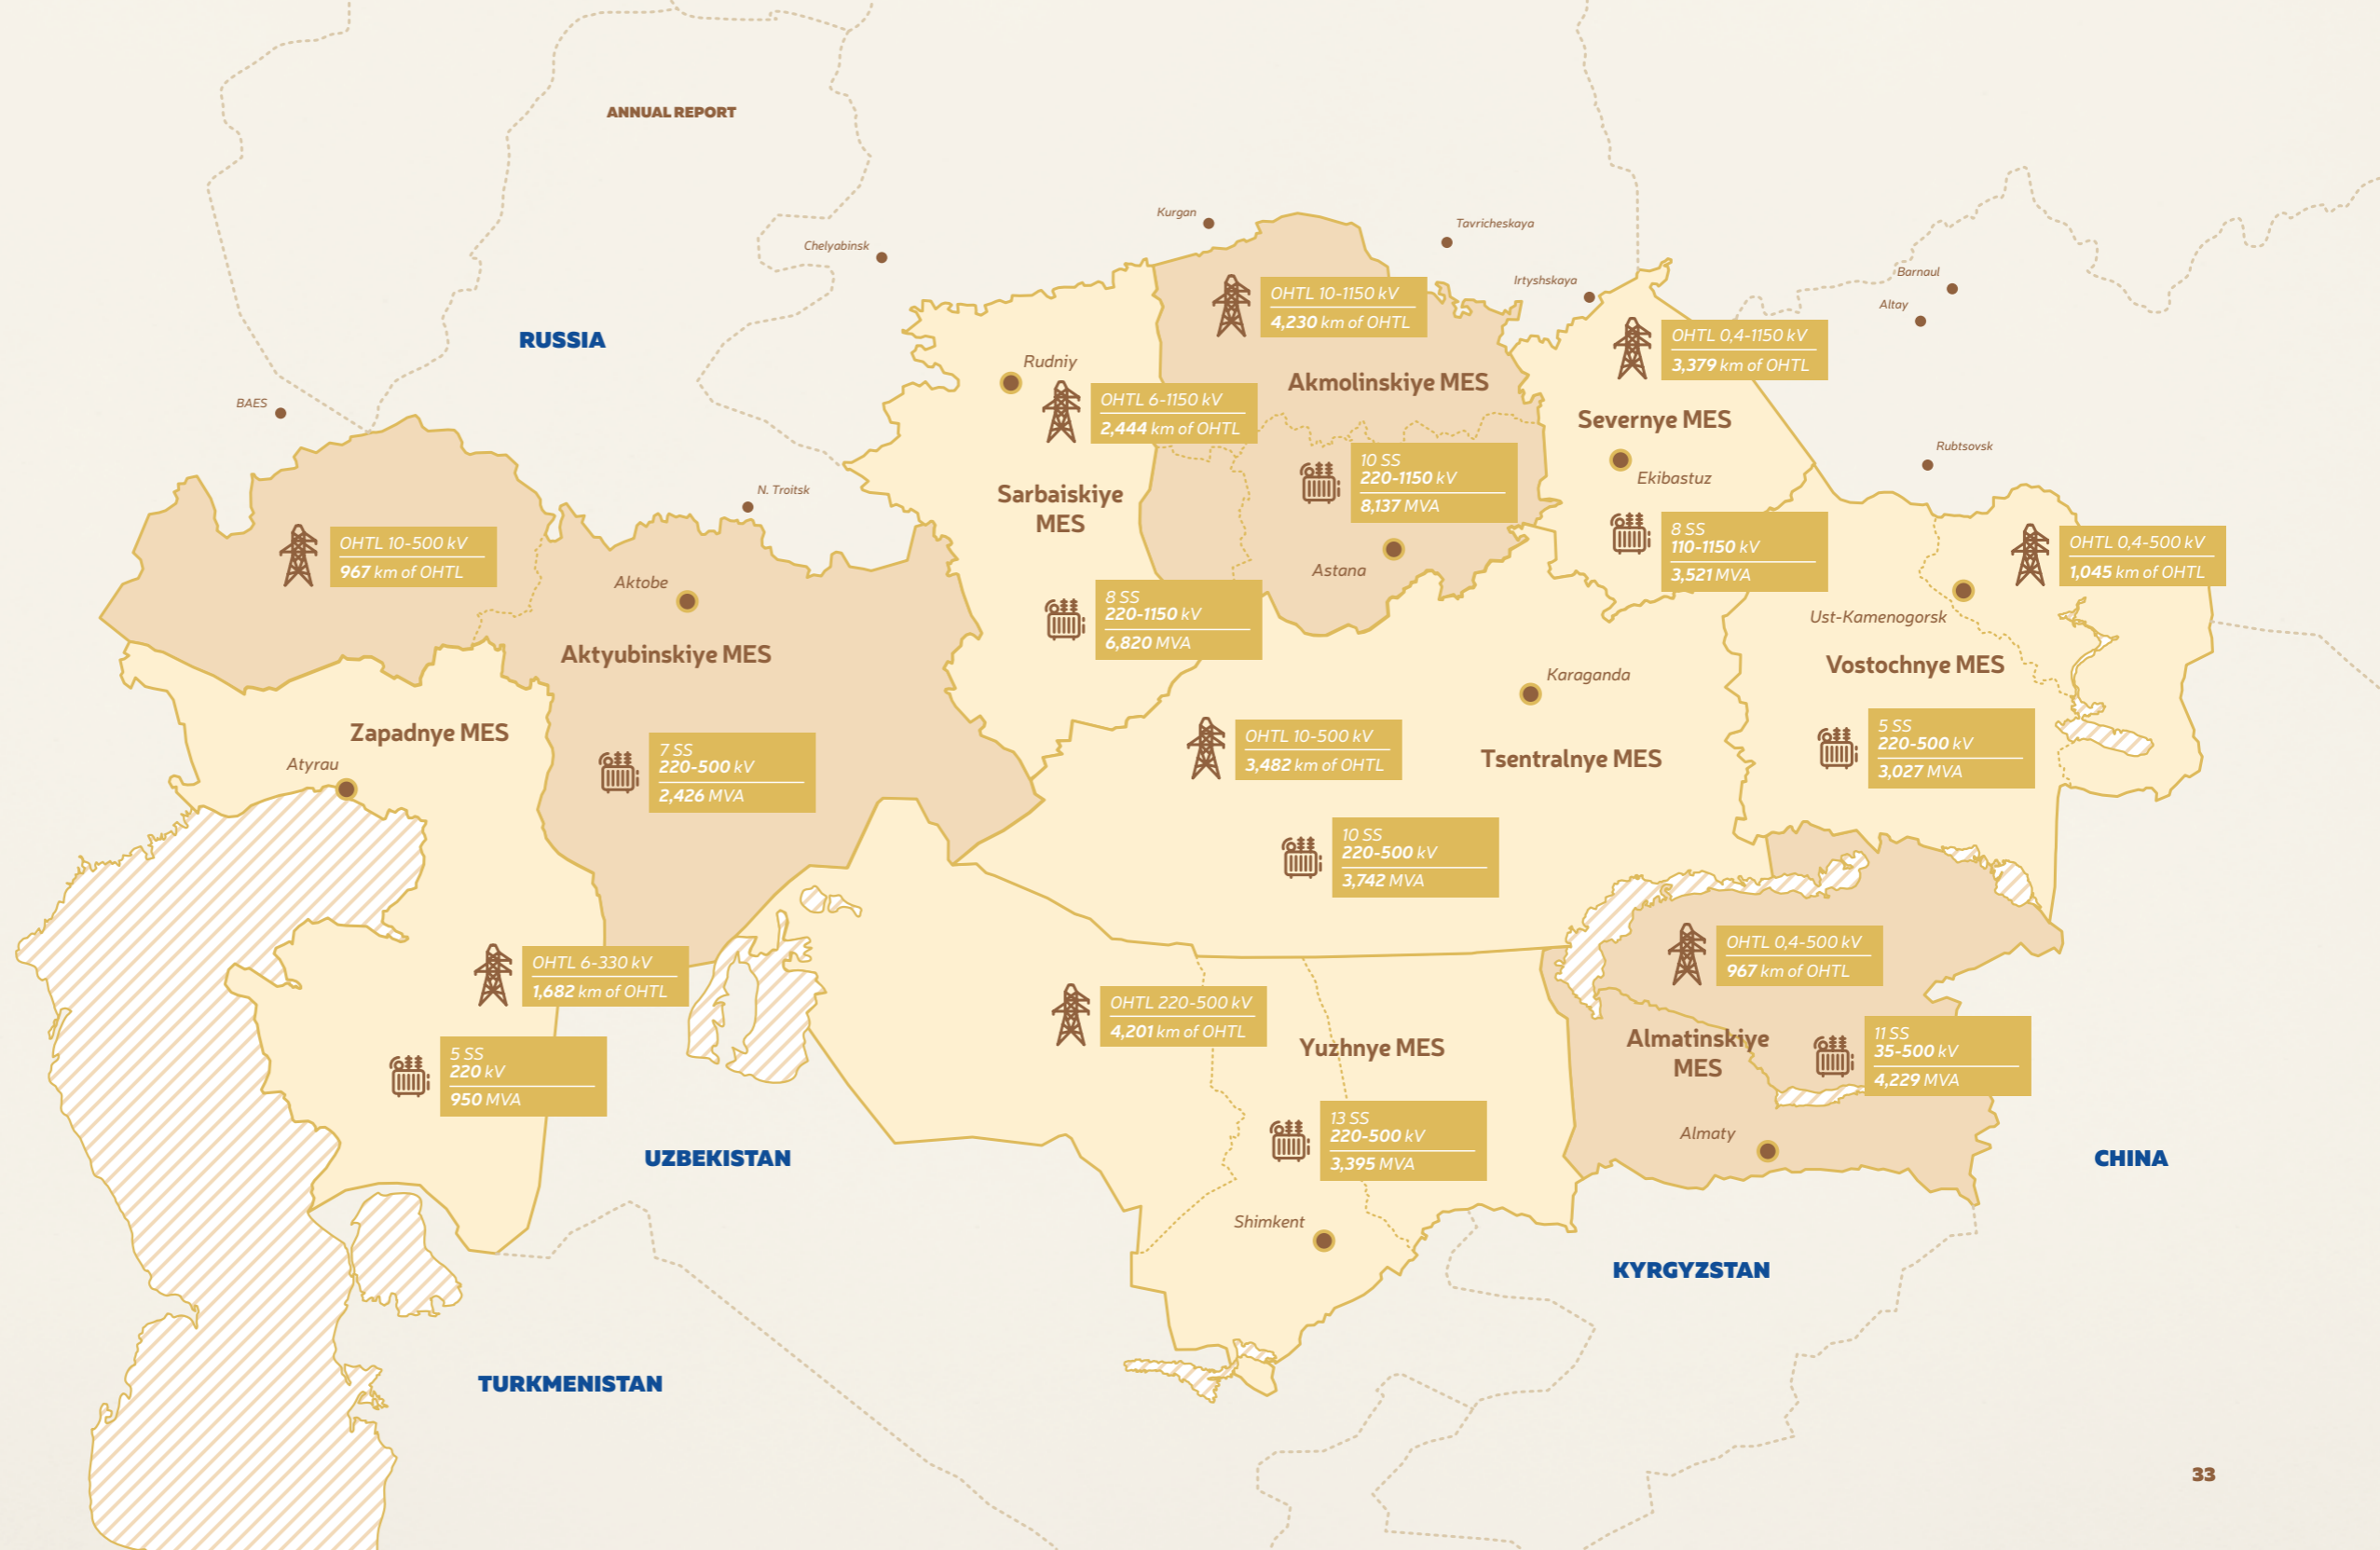 ANNUAL REPORT
Kurgan
Tavricheskaya
Chelyabinsk
Irtyshskaya
Barnaul
Altay
RUSSIA
BAES
N. Troitsk
Rubtsovsk
OHTL 10-1150 kV
4,230 km of OHTL
Akmolinskiye MES
10 SS
220-1150 kV
8,137 MVA
Astana
OHTL 0,4-1150 kV
3,379 km of OHTL
Severnye MES
Ekibastuz
8 SS
110-1150 kV
3,521 MVA
Rudniy
OHTL 6-1150 kV
2,444 km of OHTL
Sarbaiskiye
MES
8 SS
220-1150 kV
6,820 MVA
OHTL 10-500 kV
967 km of OHTL
Aktobe
Aktyubinskiye MES
7 SS
220-500 kV
2,426 MVA
OHTL 0,4-500 kV
1,045 km of OHTL
Ust-Kamenogorsk
Vostochnye MES
5 SS
220-500 kV
3,027 MVA
Karaganda
OHTL 10-500 kV
3,482 km of OHTL
Tsentralnye MES
10 SS
220-500 kV
3,742 MVA
Zapadnye MES
Atyrau
OHTL 6-330 kV
1,682 km of OHTL
5 SS
220 kV
950 MVA
OHTL 220-500 kV
4,201 km of OHTL
Yuzhnye MES
13 SS
220-500 kV
3,395 MVA
Shimkent
OHTL 0,4-500 kV
967 km of OHTL
Almatinskiye
MES
11 SS
35-500 kV
4,229 MVA
Almaty
UZBEKISTAN
CHINA
KYRGYZSTAN
TURKMENISTAN
33